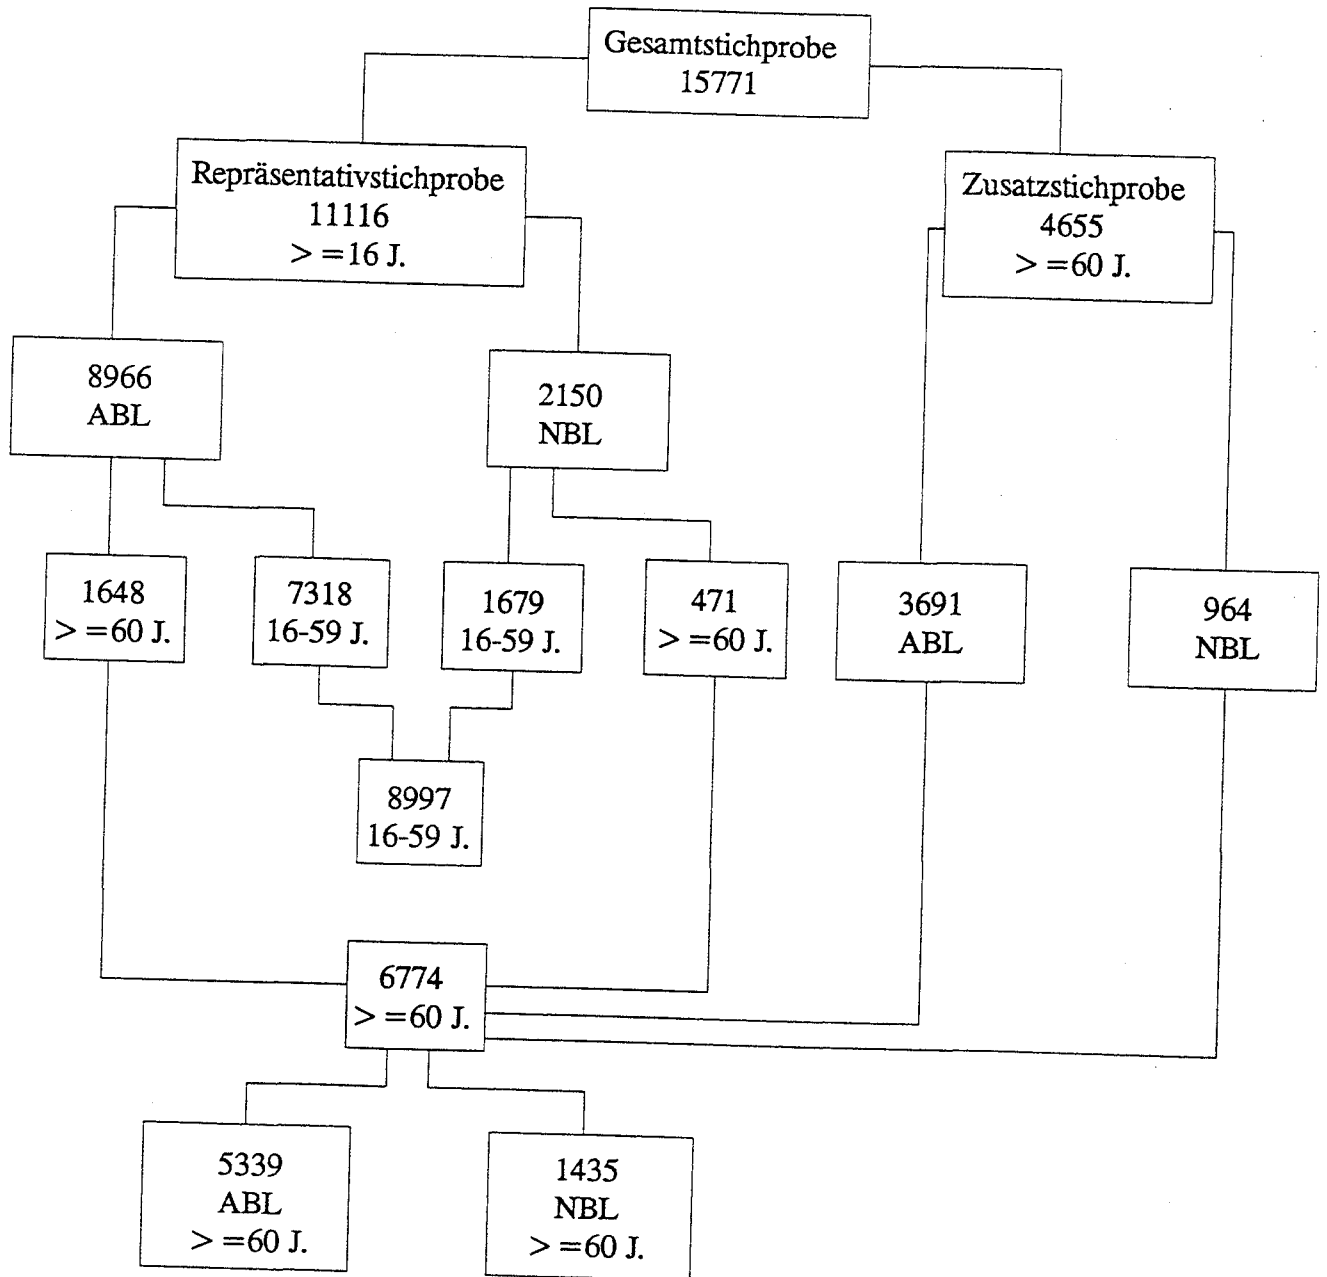 Gesamtstichprobe
15771
Repräsentativstichprobe
11116
> =16 J.
Zusatzstichprobe
4655
> =60 J.
8966
ABL
2150
NBL
1648
> =60 J.
7318
16-59 J.
1679
16-59 J.
471
> =60 J.
3691
ABL
964
NBL
8997
16-59 J.
6774
> =60 J.
5339
ABL
> =60 J.
1435
NBL
> =60 J.